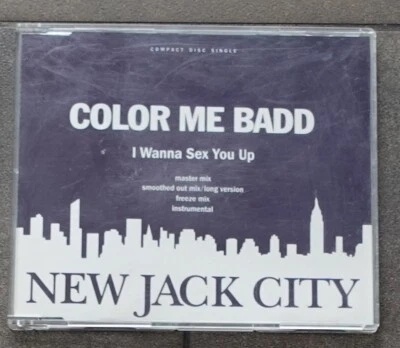 COMPACT DISC SINGLE
COLOR ME BADD
I Wanna Sex You Up
master mix
smoothed out mix/long version
freeze mix
instrumental
NEW JACK CITY